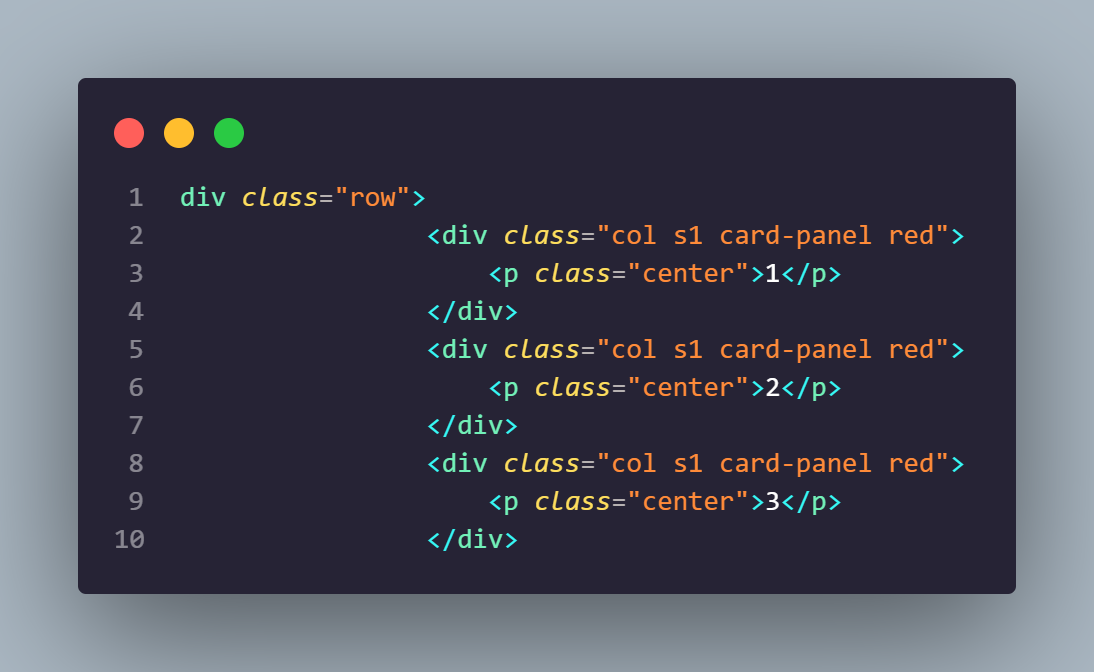 1 div class="row">
2 <div class="col s1 card-panel red">
3 <p class="center">1</p>
4 </div>
5 <div class="col s1 card-panel red">
6 <p class="center">2</p>
7 </div>
8 <div class="col s1 card-panel red">
9 <p class="center">3</p>
10 </div>